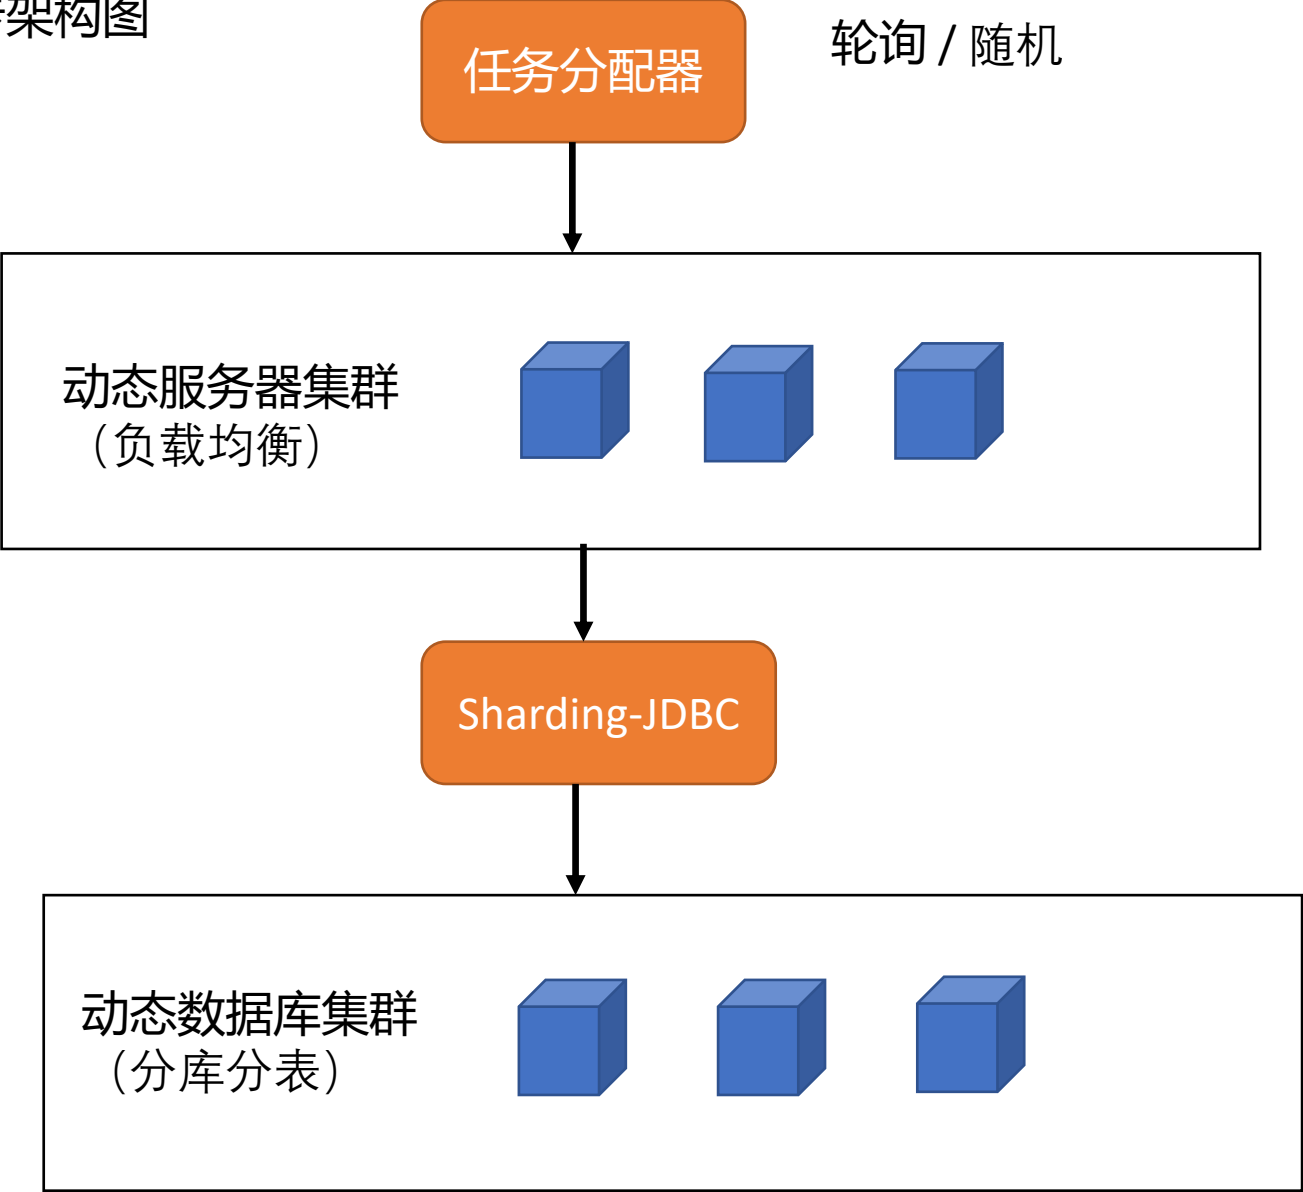 架构图
任务分配器
轮询 / 随机
动态服务器集群
（负载均衡）
Sharding-JDBC
动态数据库集群
（分库分表）